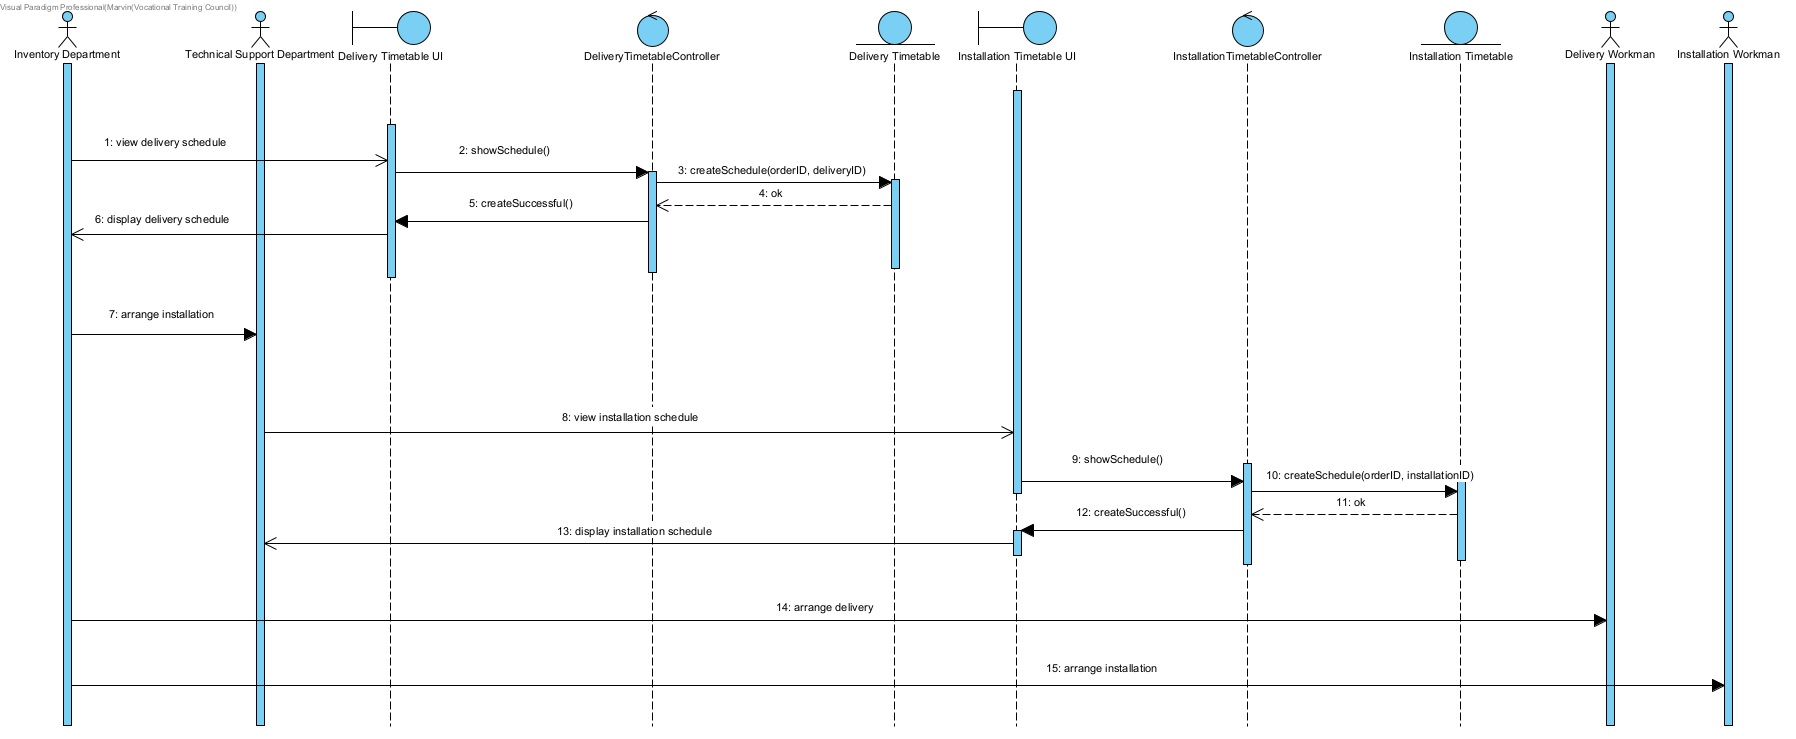 Visual Paradigm Professional(Marvin(Vocational Training Council))
Inventory Department
Technical Support Department
Delivery Timetable UI
DeliveryTimetableController
Delivery Timetable
Installation Timetable UI
InstallationTimetableController
Installation Timetable
Delivery Workman
Installation Workman
1: view delivery schedule
2: showSchedule()
3: createSchedule(orderID, deliveryID)
4: ok
5: createSuccessful()
6: display delivery schedule
7: arrange installation
8: view installation schedule
9: showSchedule()
10: createSchedule(orderID, installationID)
11: ok
12: createSuccessful()
13: display installation schedule
14: arrange delivery
15: arrange installation